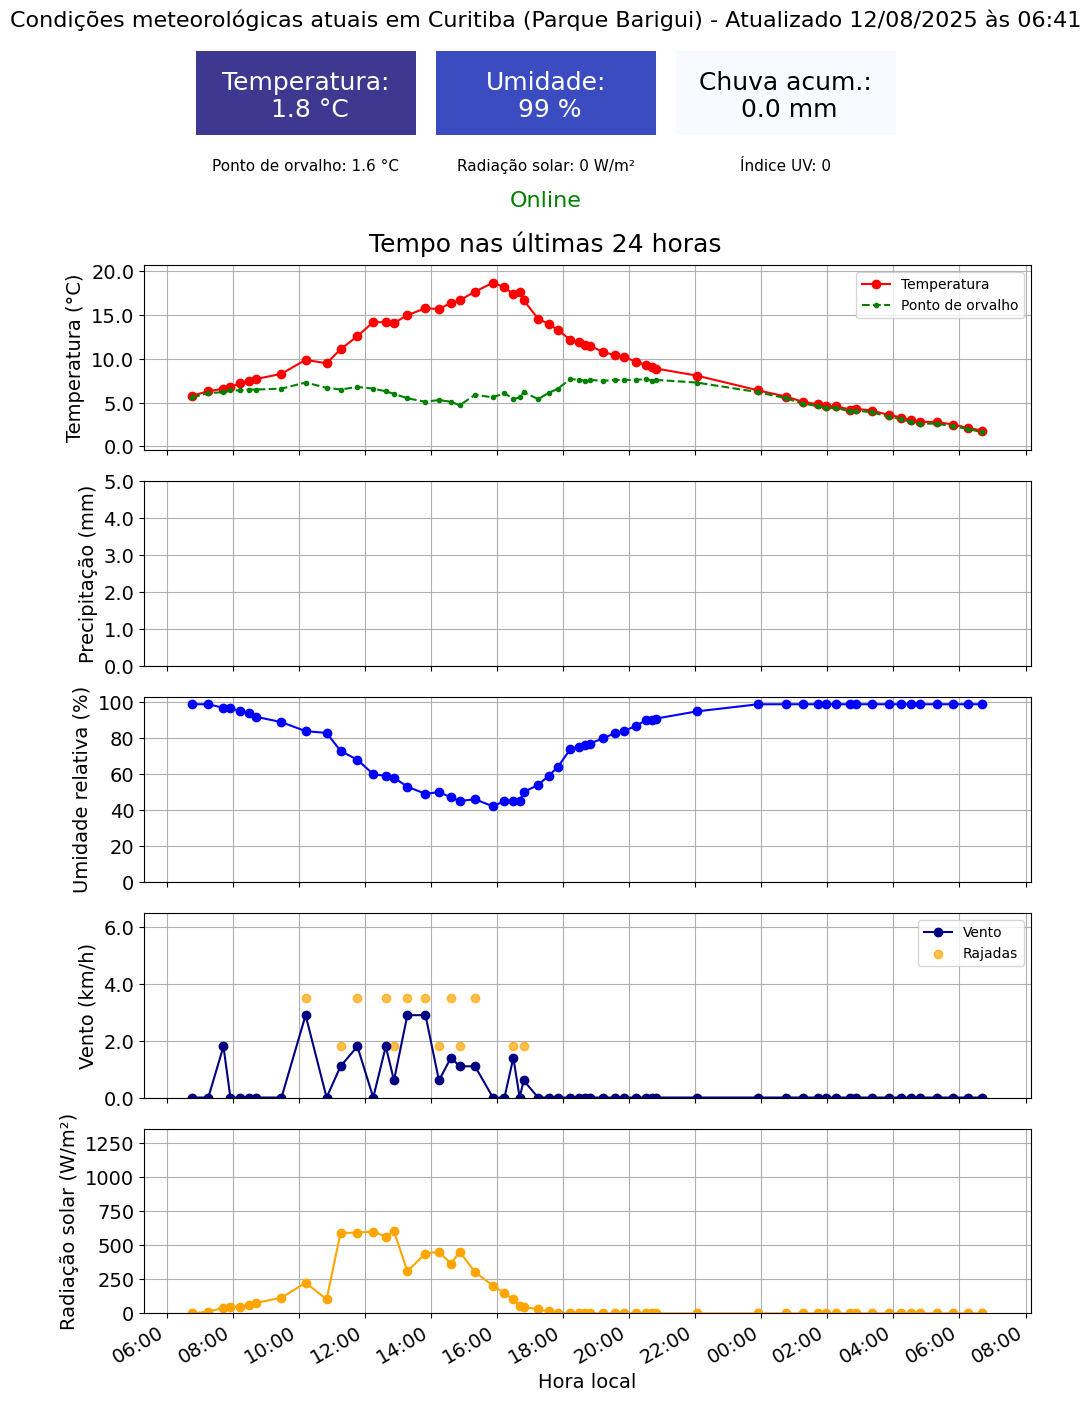 Condições meteorológicas atuais em Curitiba (Parque Barigui) - Atualizado 12/08/2025 às 06:41
Temperatura:
1.8 °C
Umidade:
99 %
Chuva acum.:
0.0 mm
Ponto de orvalho: 1.6 °C
Radiação solar: 0 W/m²
Índice UV: 0
Online
Tempo nas últimas 24 horas
Temperatura (°C)
20.0
15.0
10.0
5.0
0.0
Temperatura
Ponto de orvalho
Precipitação (mm)
5.0
4.0
3.0
2.0
1.0
0.0
Umidade relativa (%)
100
80
60
40
20
0
Vento (km/h)
6.0
4.0
2.0
0.0
Vento
Rajadas
Radiação solar (W/m²)
1250
1000
750
500
250
0
06:00
08:00
10:00
12:00
14:00
16:00
18:00
20:00
22:00
00:00
02:00
04:00
06:00
08:00
Hora local